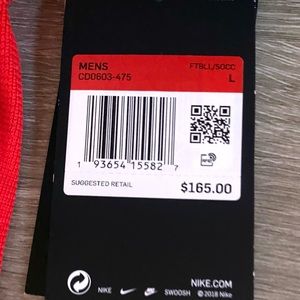 MENS FTBLL/SOCC
CD0603-475 L
1 93654 15582 7
SUGGESTED RETAIL $165.00
NIKE.COM
NIKE SWOOSH © 2018 Nike